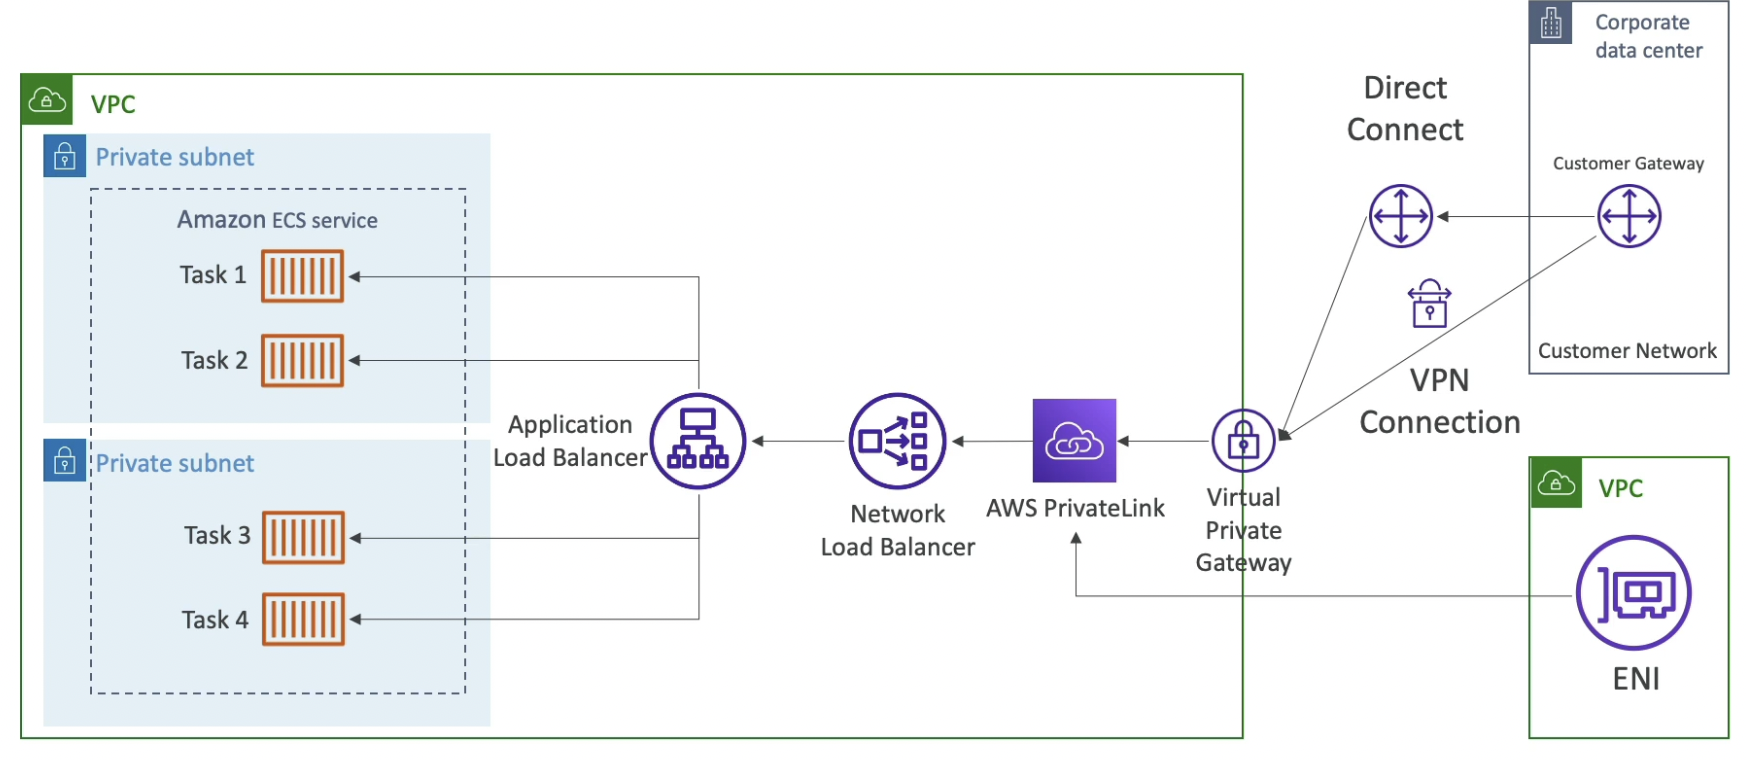 VPC
Private subnet
Amazon ECS service
Task 1
Task 2
Private subnet
Task 3
Task 4
Application
Load Balancer
Network
Load Balancer
AWS PrivateLink
Virtual
Private
Gateway
Direct
Connect
VPN
Connection
Corporate
data center
Customer Gateway
Customer Network
VPC
ENI